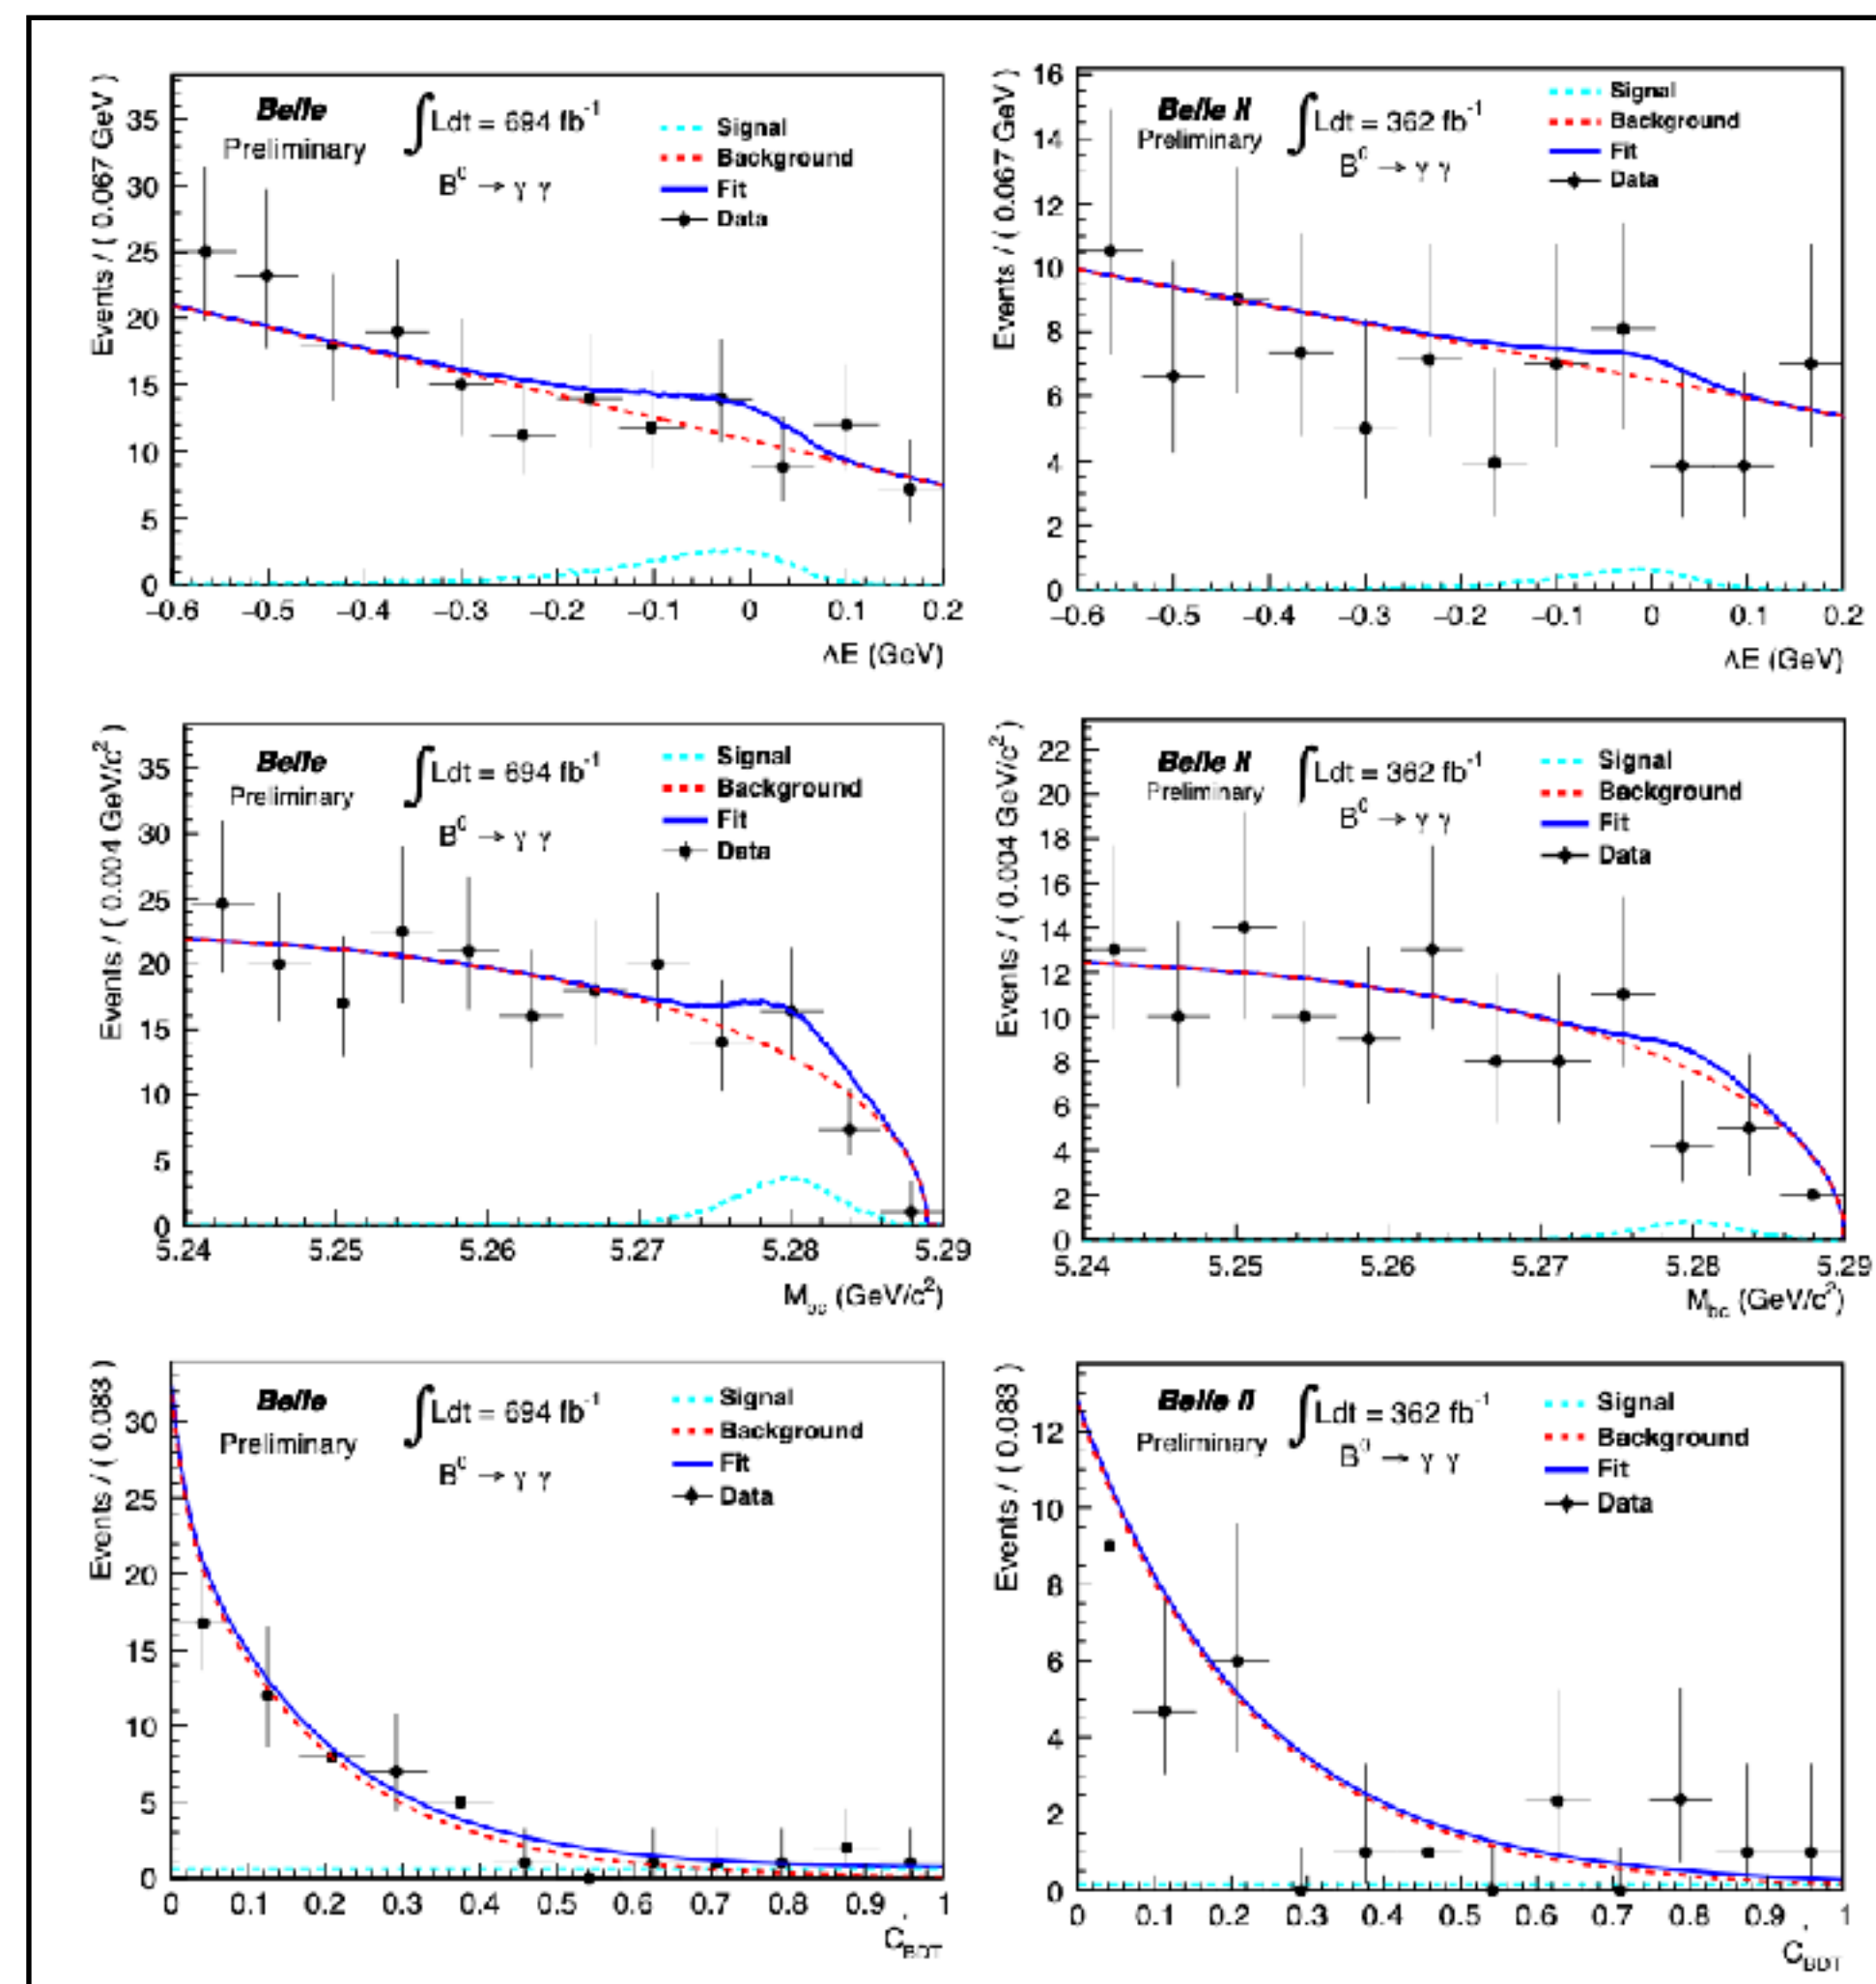 Belle
Preliminary
∫Ldt = 694 fb⁻¹
B⁰ → γ γ
Signal
Background
Fit
Data
Events / ( 0.067 GeV )
35
30
25
20
15
10
5
0
−0.6 −0.5 −0.4 −0.3 −0.2 −0.1 0 0.1 0.2
ΔE (GeV)
Belle II
Preliminary
∫Ldt = 362 fb⁻¹
B⁰ → γ γ
Signal
Background
Fit
Data
Events / ( 0.067 GeV )
16
14
12
10
8
6
4
2
0
−0.6 −0.5 −0.4 −0.3 −0.2 −0.1 0 0.1 0.2
ΔE (GeV)
Belle
Preliminary
∫Ldt = 694 fb⁻¹
B⁰ → γ γ
Signal
Background
Fit
Data
Events / ( 0.004 GeV/c² )
35
30
25
20
15
10
5
0
5.24 5.25 5.26 5.27 5.28 5.29
M_bc (GeV/c²)
Belle II
Preliminary
∫Ldt = 362 fb⁻¹
B⁰ → γ γ
Signal
Background
Fit
Data
Events / ( 0.004 GeV/c² )
22
20
18
16
14
12
10
8
6
4
2
0
5.24 5.25 5.26 5.27 5.28 5.29
M_bc (GeV/c²)
Belle
Preliminary
∫Ldt = 694 fb⁻¹
B⁰ → γ γ
Signal
Background
Fit
Data
Events / ( 0.083 )
30
25
20
15
10
5
0
0 0.1 0.2 0.3 0.4 0.5 0.6 0.7 0.8 0.9 1
C'_BDT
Belle II
Preliminary
∫Ldt = 362 fb⁻¹
B⁰ → γ γ
Signal
Background
Fit
Data
Events / ( 0.083 )
12
10
8
6
4
2
0
0 0.1 0.2 0.3 0.4 0.5 0.6 0.7 0.8 0.9 1
C'_BDT